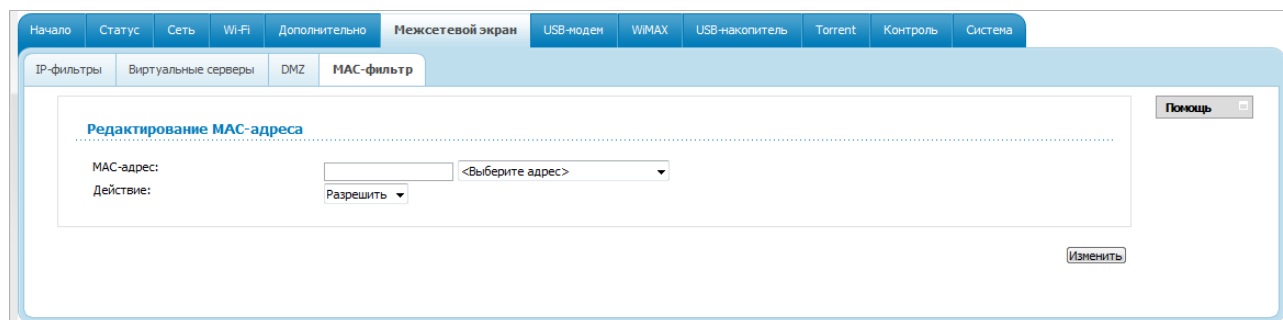 Начало Статус Сеть Wi-Fi Дополнительно Межсетевой экран USB-модем WiMAX USB-накопитель Torrent Контроль Система
IP-фильтры Виртуальные серверы DMZ MAC-фильтр
Помощь
Редактирование MAC-адреса
MAC-адрес: <Выберите адрес>
Действие: Разрешить
Изменить